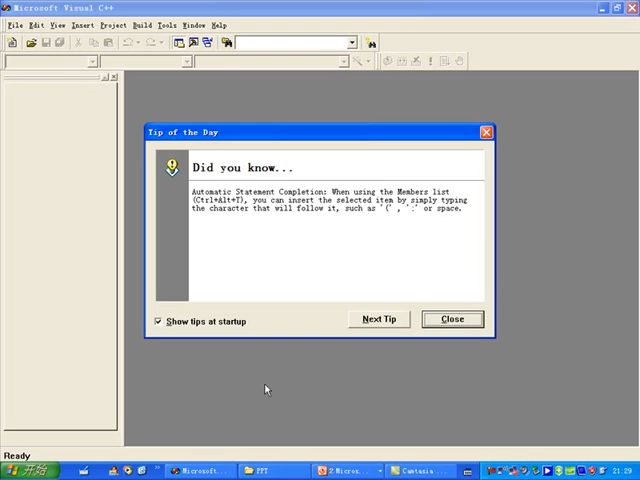 Microsoft Visual C++
File Edit View Insert Project Build Tools Window Help
Tip of the Day
Did you know...
Automatic Statement Completion: When using the Members list
(Ctrl+Alt+T), you can insert the selected item by simply typing
the character that will follow it, such as '(' , '.' or space.
Show tips at startup
Next Tip
Close
Ready
开始
Microsoft...
PPT
2 Micros...
Camtasia ...
21:29